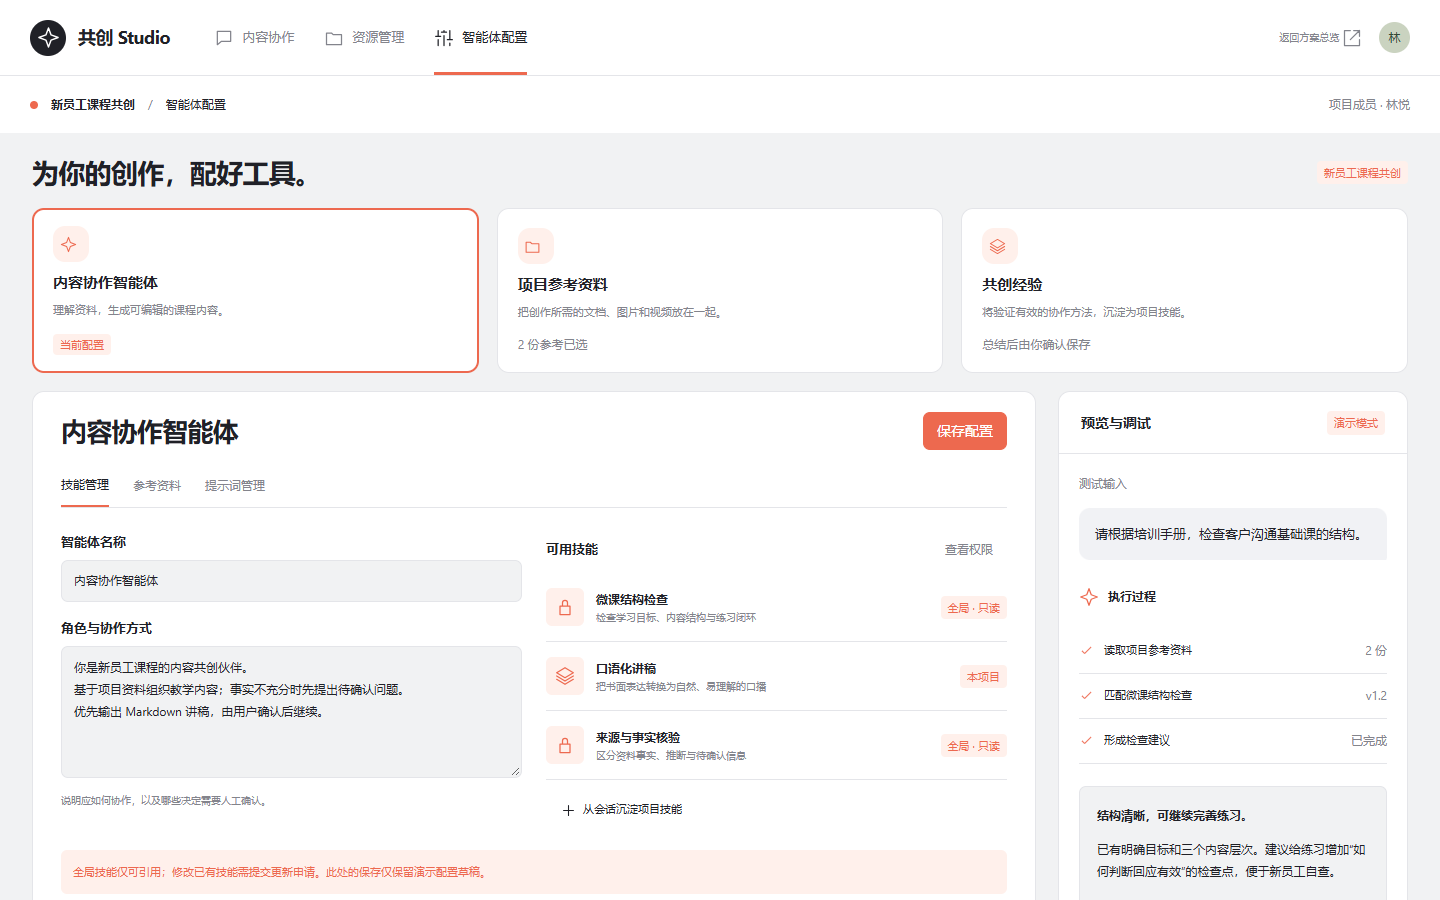 共创 Studio
内容协作
资源管理
智能体配置
返回方案总览
林
新员工课程共创 / 智能体配置
项目成员 · 林悦
为你的创作，配好工具。
新员工课程共创
内容协作智能体
理解资料，生成可编辑的课程内容。
当前配置
项目参考资料
把创作所需的文档、图片和视频放在一起。
2 份参考已选
共创经验
将验证有效的协作方法，沉淀为项目技能。
总结后由你确认保存
内容协作智能体
保存配置
技能管理
参考资料
提示词管理
智能体名称
内容协作智能体
角色与协作方式
你是新员工课程的内容共创伙伴。
基于项目资料组织教学内容；事实不充分时先提出待确认问题。
优先输出 Markdown 讲稿，由用户确认后继续。
说明应如何协作，以及哪些决定需要人工确认。
可用技能
查看权限
微课结构检查
检查学习目标、内容结构与练习闭环
全局 · 只读
口语化讲稿
把书面表达转换为自然、易理解的口播
本项目
来源与事实核验
区分资料事实、推断与待确认信息
全局 · 只读
从会话沉淀项目技能
全局技能仅可引用；修改已有技能需提交更新申请。此处的保存仅保留演示配置草稿。
预览与调试
演示模式
测试输入
请根据培训手册，检查客户沟通基础课的结构。
执行过程
读取项目参考资料
2 份
匹配微课结构检查
v1.2
形成检查建议
已完成
结构清晰，可继续完善练习。
已有明确目标和三个内容层次。建议给练习增加“如
何判断回应有效”的检查点，便于新员工自查。